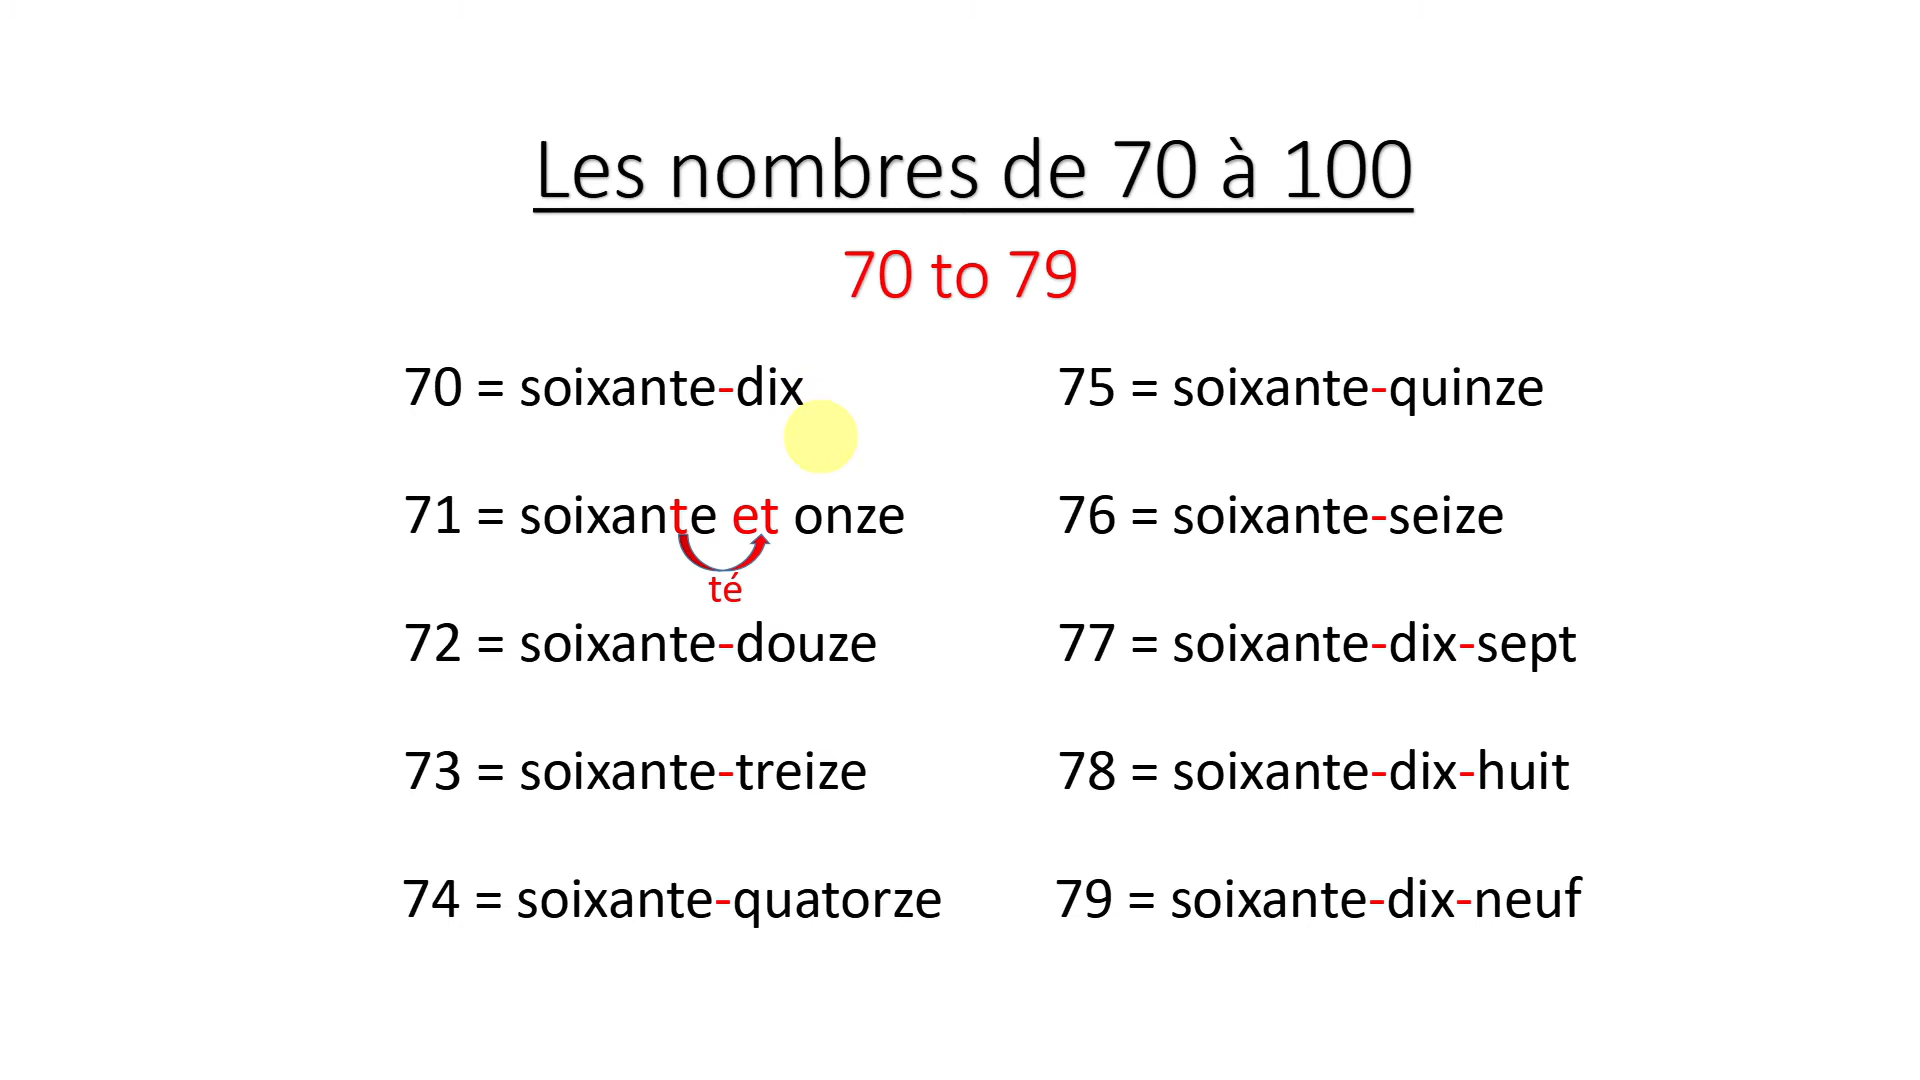 Les nombres de 70 à 100
70 to 79
70 = soixante-dix
71 = soixante et onze
té
72 = soixante-douze
73 = soixante-treize
74 = soixante-quatorze
75 = soixante-quinze
76 = soixante-seize
77 = soixante-dix-sept
78 = soixante-dix-huit
79 = soixante-dix-neuf